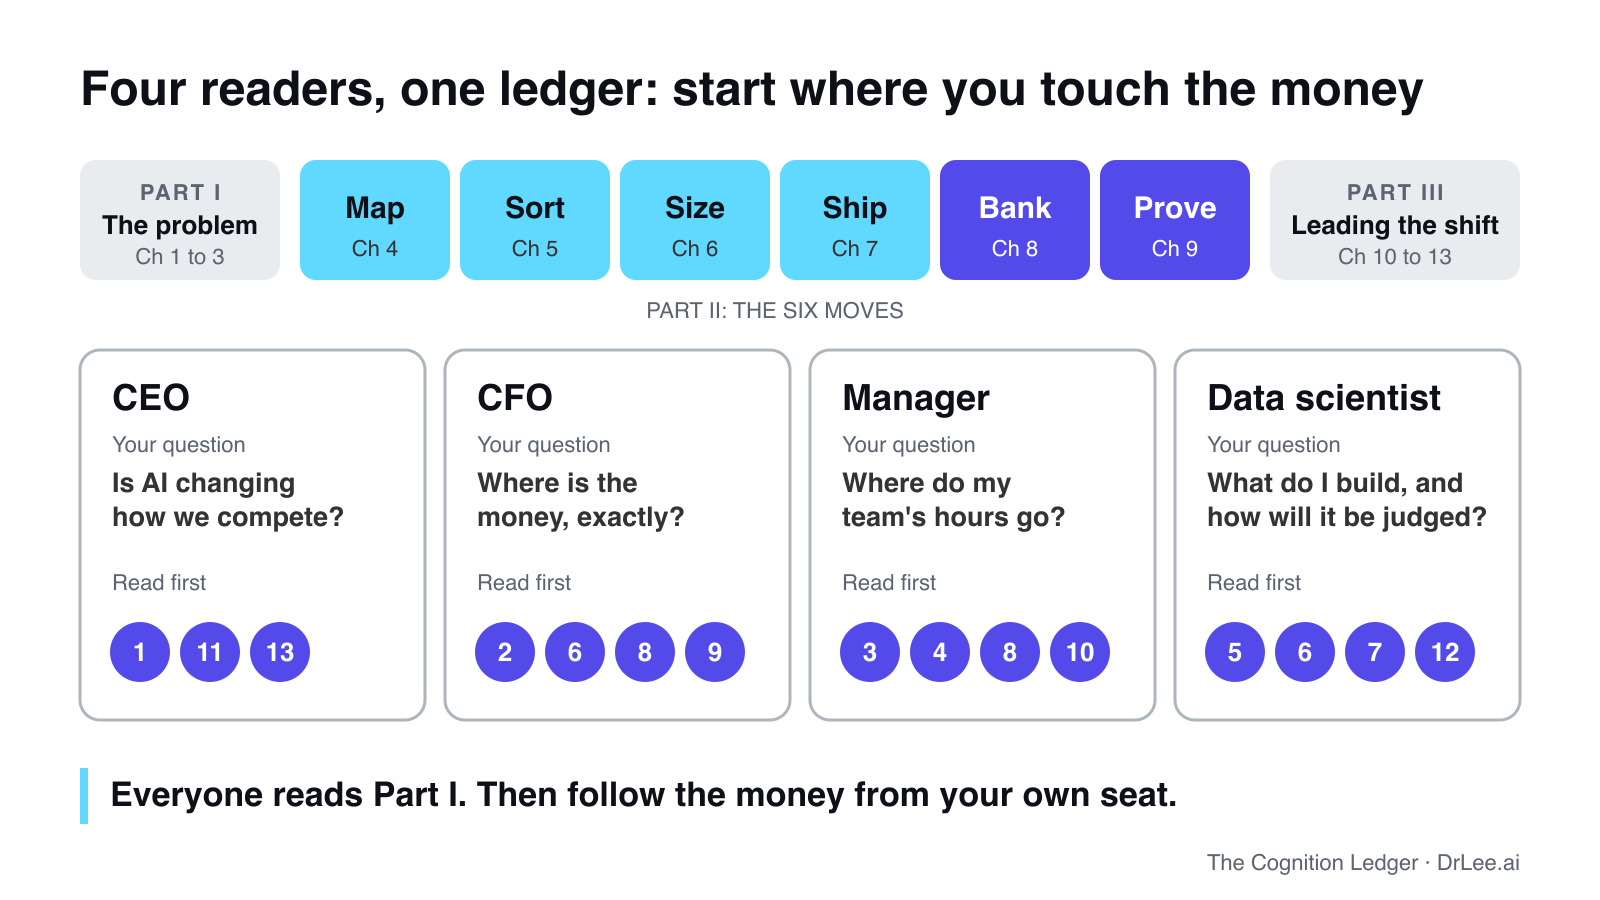 Four readers, one ledger: start where you touch the money
PART I
The problem
Ch 1 to 3
Map
Ch 4
Sort
Ch 5
Size
Ch 6
Ship
Ch 7
Bank
Ch 8
Prove
Ch 9
PART III
Leading the shift
Ch 10 to 13
PART II: THE SIX MOVES
CEO
Your question
Is AI changing
how we compete?
Read first
1 11 13
CFO
Your question
Where is the
money, exactly?
Read first
2 6 8 9
Manager
Your question
Where do my
team's hours go?
Read first
3 4 8 10
Data scientist
Your question
What do I build, and
how will it be judged?
Read first
5 6 7 12
Everyone reads Part I. Then follow the money from your own seat.
The Cognition Ledger · DrLee.ai